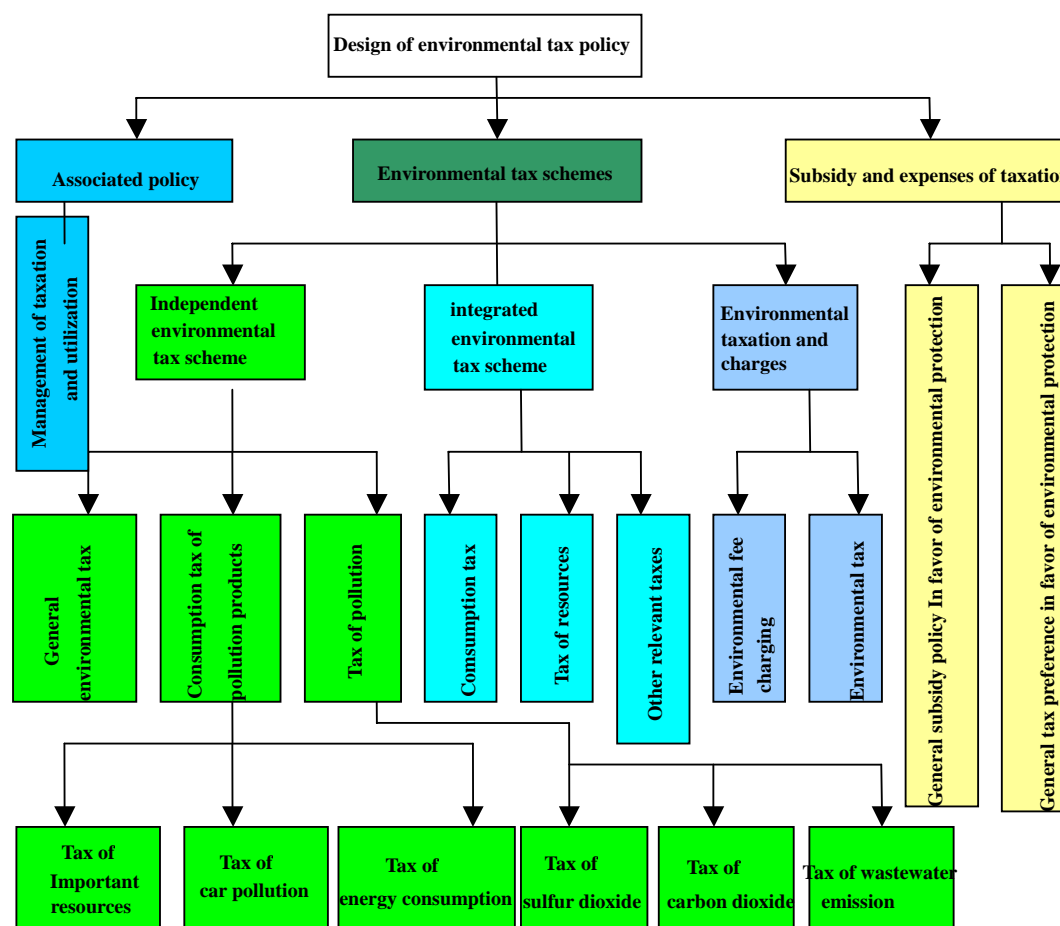 Design of environmental tax policy
Associated policy
Environmental tax schemes
Subsidy and expenses of taxation
Management of taxation
and utilization
Independent
environmental
tax scheme
integrated
environmental
tax scheme
Environmental
taxation and
charges
General subsidy policy In favor of environmental protection
General tax preference in favor of environmental protection
General
environmental tax
Consumption tax of
pollution products
Tax of pollution
Comsumption tax
Tax of resources
Other relevant taxes
Environmental fee
charging
Environmental tax
Tax of
Important
resources
Tax of
car pollution
Tax of
energy consumption
Tax of
sulfur dioxide
Tax of
carbon dioxide
Tax of wastewater
emission